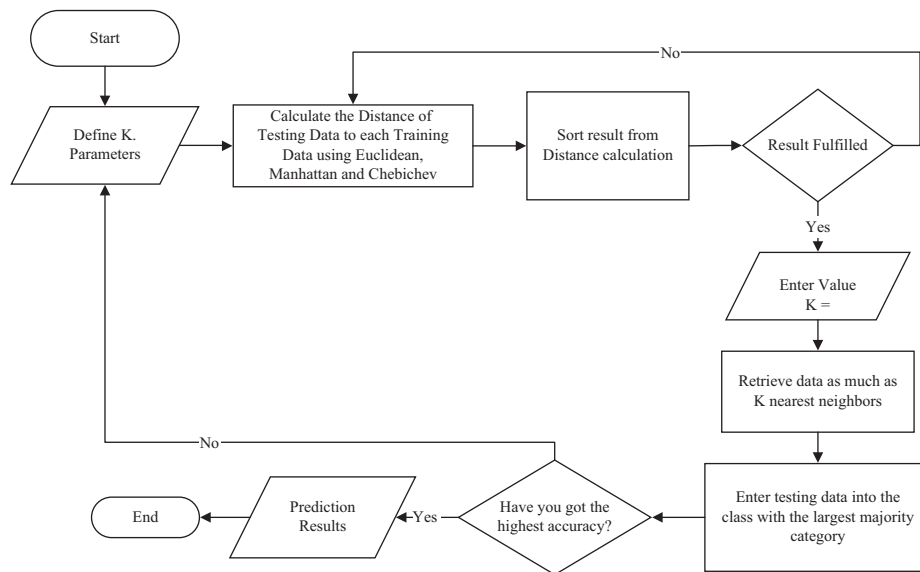 Start
No
Define K.
Parameters
Calculate the Distance of
Testing Data to each Training
Data using Euclidean,
Manhattan and Chebichev
Sort result from
Distance calculation
Result Fulfilled
Yes
Enter Value
K =
Retrieve data as much as
K nearest neighbors
No
Enter testing data into the
class with the largest majority
category
Have you got the
highest accuracy?
Yes
Prediction
Results
End